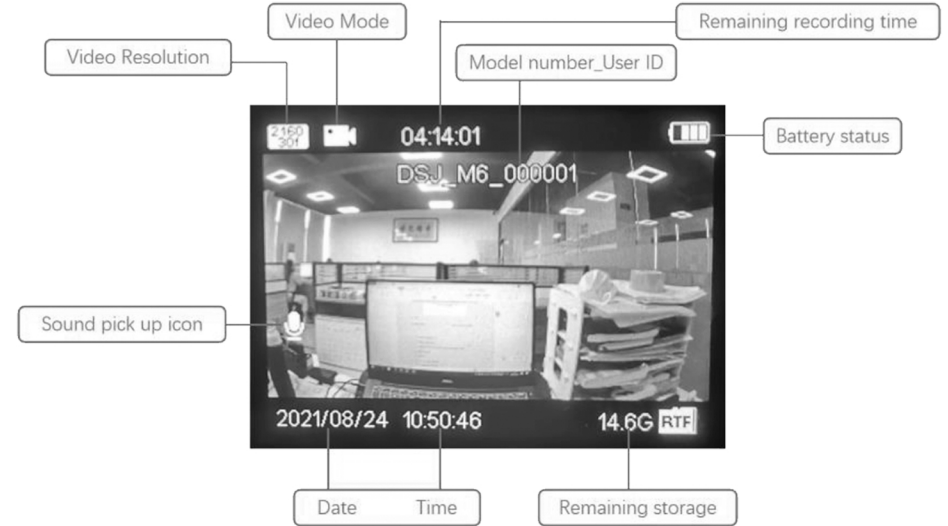 Video Mode
Remaining recording time
Video Resolution
Model number_User ID
Battery status
2160
30f
04:14:01
DSJ_M6_000001
Sound pick up icon
2021/08/24 10:50:46
14.6G RTF
Date Time
Remaining storage